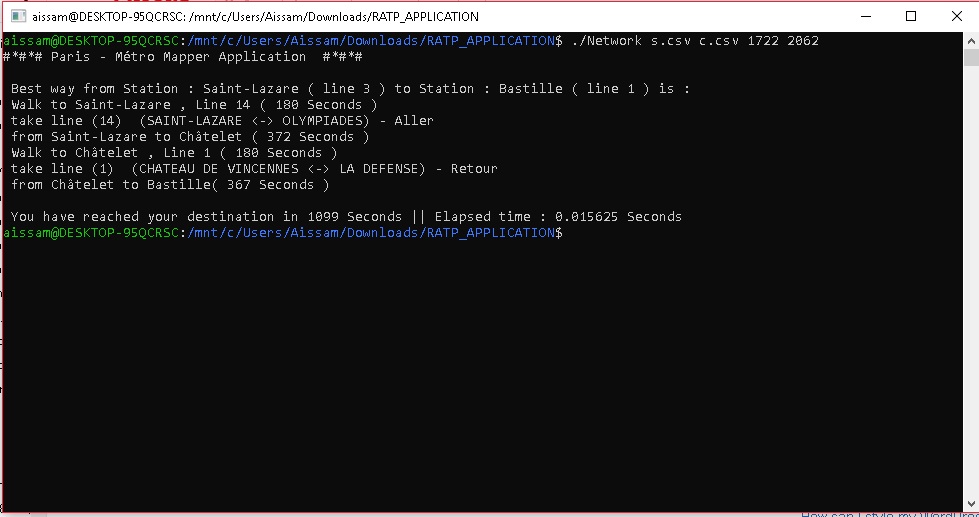 aissam@DESKTOP-95QCRSC: /mnt/c/Users/Aissam/Downloads/RATP_APPLICATION
aissam@DESKTOP-95QCRSC:/mnt/c/Users/Aissam/Downloads/RATP_APPLICATION$ ./Network s.csv c.csv 1722 2062
#*#*# Paris - Métro Mapper Application #*#*#
Best way from Station : Saint-Lazare ( line 3 ) to Station : Bastille ( line 1 ) is :
Walk to Saint-Lazare , Line 14 ( 180 Seconds )
take line (14) (SAINT-LAZARE <-> OLYMPIADES) - Aller
from Saint-Lazare to Châtelet ( 372 Seconds )
Walk to Châtelet , Line 1 ( 180 Seconds )
take line (1) (CHATEAU DE VINCENNES <-> LA DEFENSE) - Retour
from Châtelet to Bastille( 367 Seconds )
You have reached your destination in 1099 Seconds || Elapsed time : 0.015625 Seconds
aissam@DESKTOP-95QCRSC:/mnt/c/Users/Aissam/Downloads/RATP_APPLICATION$